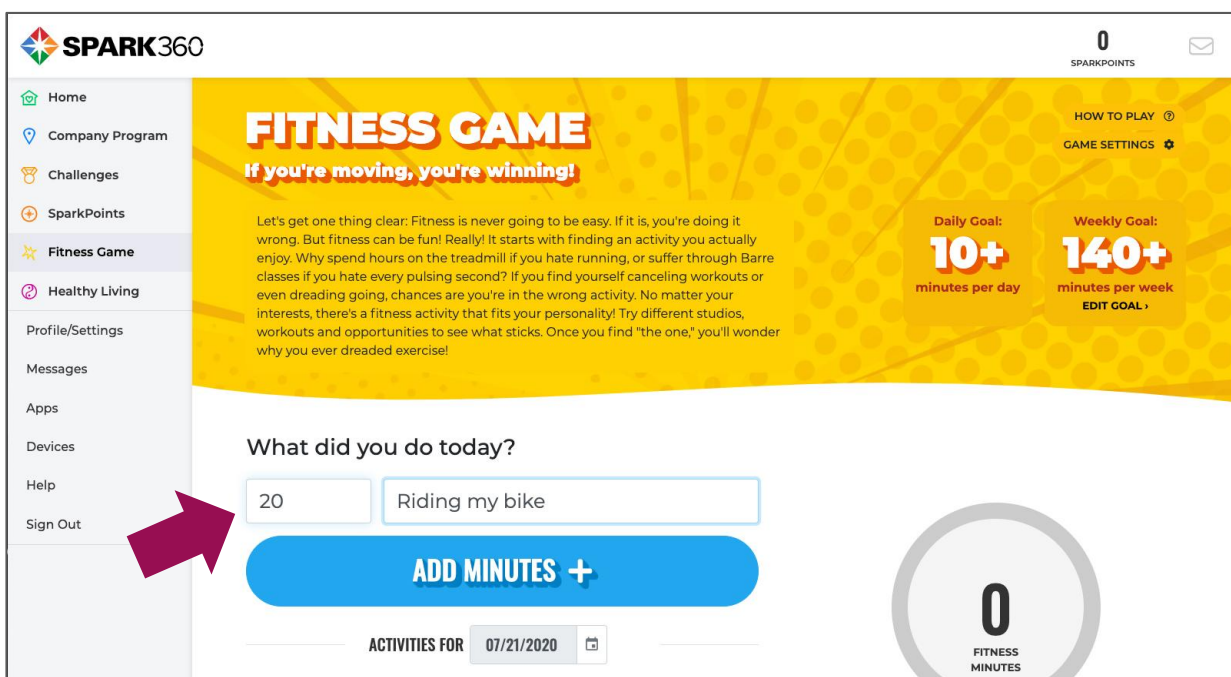 SPARK360
0
SPARKPOINTS
Home
Company Program
Challenges
SparkPoints
Fitness Game
Healthy Living
Profile/Settings
Messages
Apps
Devices
Help
Sign Out
FITNESS GAME
If you're moving, you're winning!
HOW TO PLAY
GAME SETTINGS
Let's get one thing clear: Fitness is never going to be easy. If it is, you're doing it
wrong. But fitness can be fun! Really! It starts with finding an activity you actually
enjoy. Why spend hours on the treadmill if you hate running, or suffer through Barre
classes if you hate every pulsing second? If you find yourself canceling workouts or
even dreading going, chances are you're in the wrong activity. No matter your
interests, there's a fitness activity that fits your personality! Try different studios,
workouts and opportunities to see what sticks. Once you find "the one," you'll wonder
why you ever dreaded exercise!
Daily Goal:
10+
minutes per day
Weekly Goal:
140+
minutes per week
EDIT GOAL ›
What did you do today?
20
Riding my bike
ADD MINUTES +
ACTIVITIES FOR 07/21/2020
0
FITNESS
MINUTES